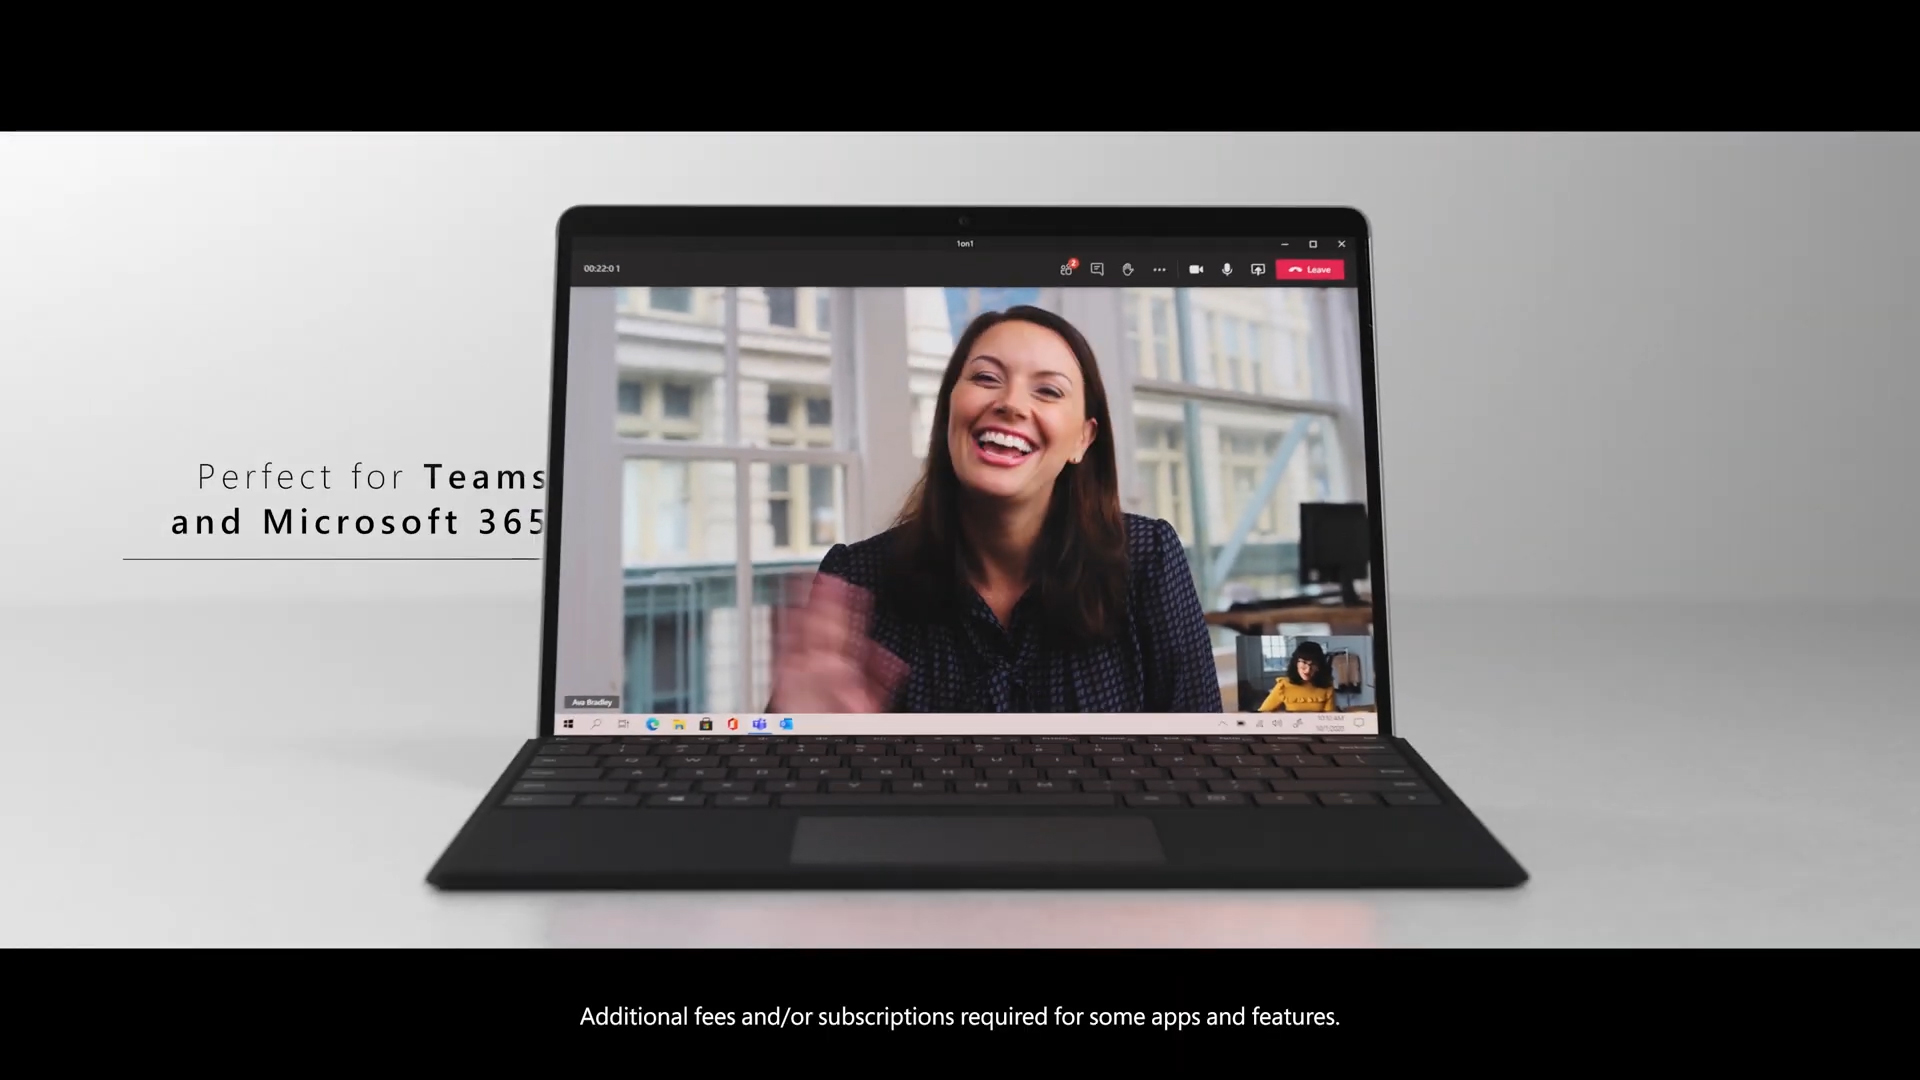 1on1
00:22:01
2
Leave
Perfect for Teams
and Microsoft 365
Ava Bradley
Additional fees and/or subscriptions required for some apps and features.